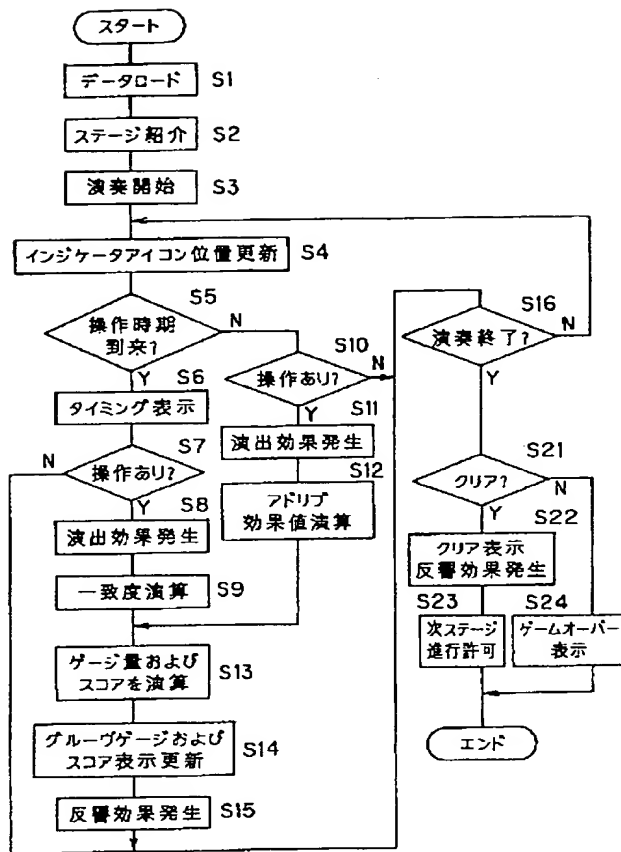 スタート
データロード S1
ステージ紹介 S2
演奏開始 S3
インジケータアイコン位置更新 S4
S5
操作時期
到来?
N
Y
S6
タイミング表示
S7
N
操作あり?
Y
S8
演出効果発生
一致度演算 S9
S10
操作あり?
N
Y
S11
演出効果発生
S12
アドリブ
効果値演算
ゲージ量および
スコアを演算
S13
グルーヴゲージおよび
スコア表示更新
S14
反響効果発生 S15
S16
演奏終了?
N
Y
S21
クリア?
N
Y
S22
クリア表示
反響効果発生
S23
次ステージ
進行許可
S24
ゲームオーバー
表示
エンド